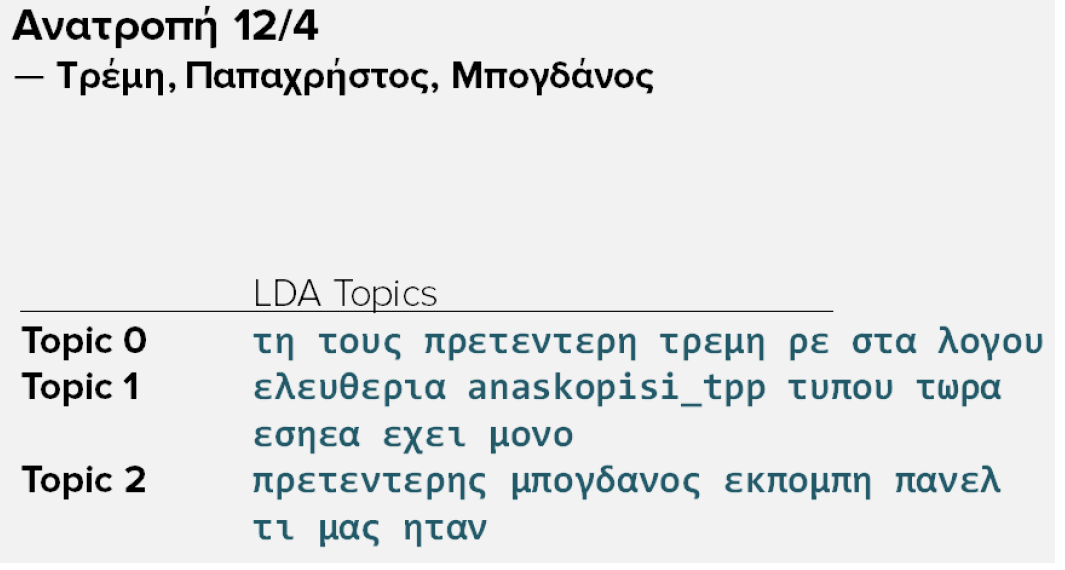 Ανατροπή 12/4
— Τρέμη, Παπαχρήστος, Μπογδάνος
LDA Topics
Topic 0 τη τους πρετεντερη τρεμη ρε στα λογου
Topic 1 ελευθερια anaskopisi_tpp τυπου τωρα
εσηεα εχει μονο
Topic 2 πρετεντερης μπογδανος εκπομπη πανελ
τι μας ηταν